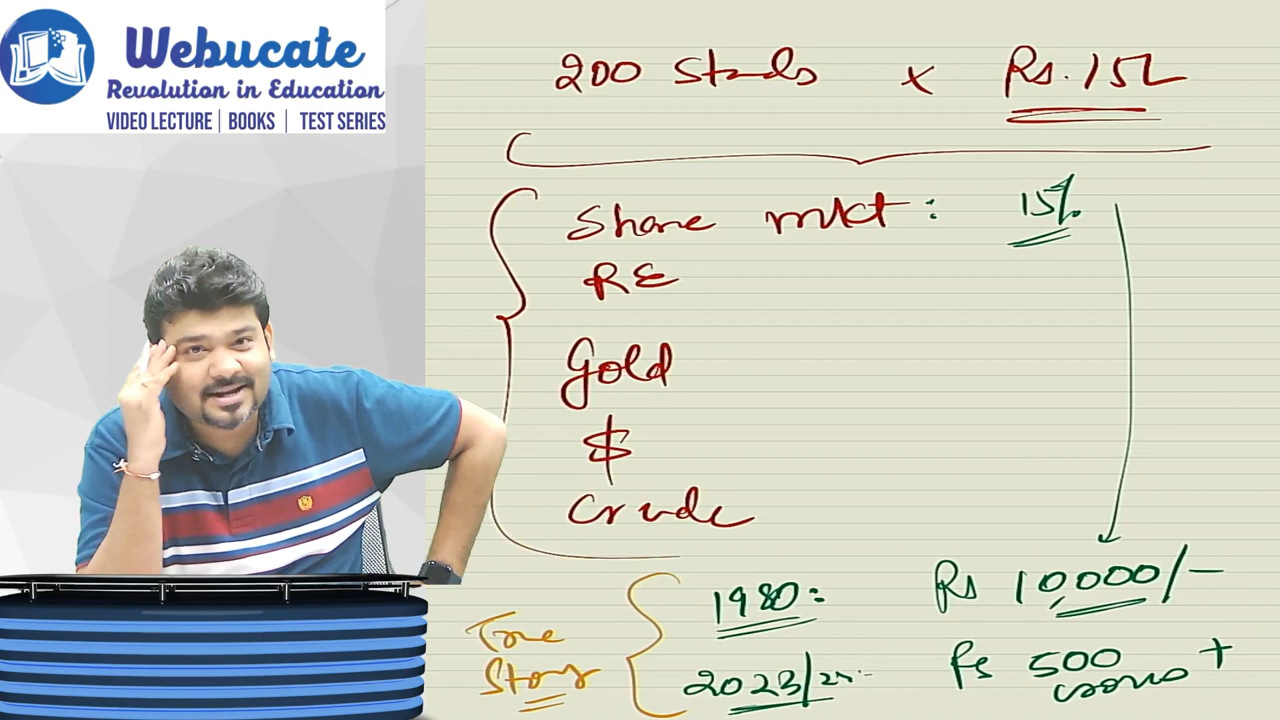 Webucate
Revolution in Education
VIDEO LECTURE | BOOKS | TEST SERIES
200 Studs x Rs. 15L
Share mkt : 15%
RE
Gold
$
Crude
True Story
1980: Rs 10,000/-
2023/24: Rs 500 crores +